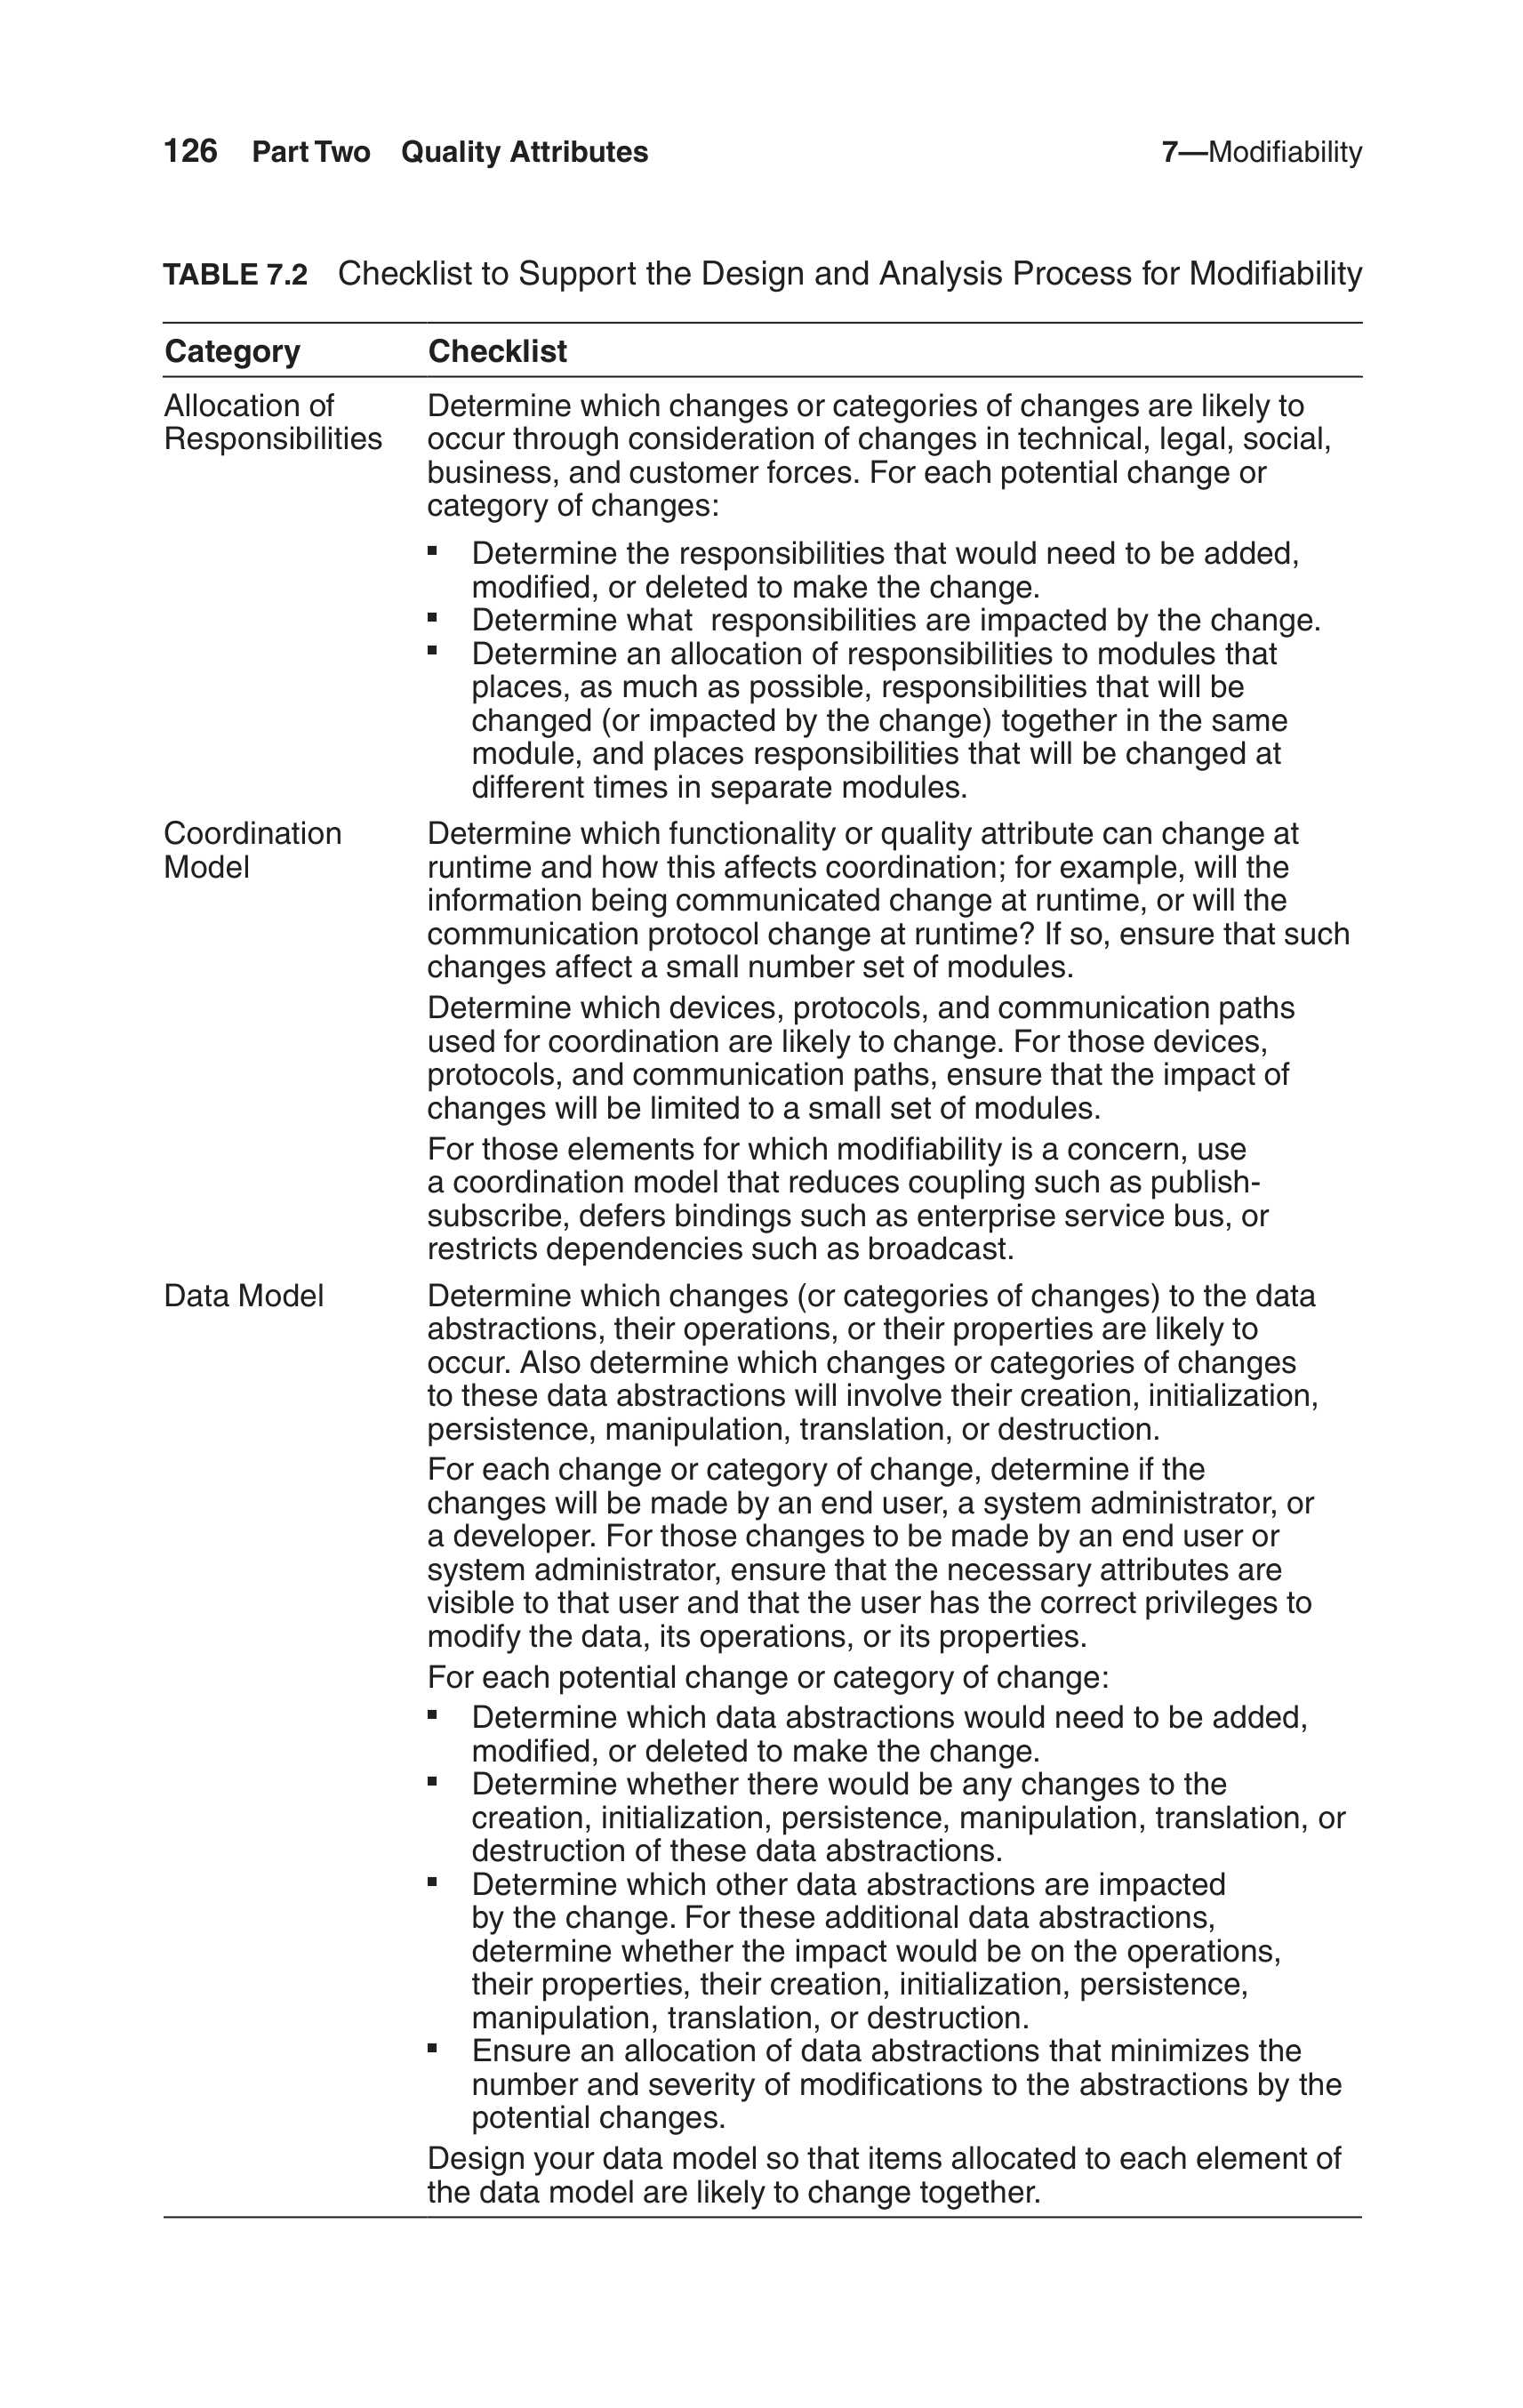 126 Part Two Quality Attributes 7—Modifiability
TABLE 7.2 Checklist to Support the Design and Analysis Process for Modifiability
Category Checklist
Allocation of Responsibilities
Determine which changes or categories of changes are likely to
occur through consideration of changes in technical, legal, social,
business, and customer forces. For each potential change or
category of changes:
▪ Determine the responsibilities that would need to be added,
modified, or deleted to make the change.
▪ Determine what  responsibilities are impacted by the change.
▪ Determine an allocation of responsibilities to modules that
places, as much as possible, responsibilities that will be
changed (or impacted by the change) together in the same
module, and places responsibilities that will be changed at
different times in separate modules.
Coordination
Model
Determine which functionality or quality attribute can change at
runtime and how this affects coordination; for example, will the
information being communicated change at runtime, or will the
communication protocol change at runtime? If so, ensure that such
changes affect a small number set of modules.
Determine which devices, protocols, and communication paths
used for coordination are likely to change. For those devices,
protocols, and communication paths, ensure that the impact of
changes will be limited to a small set of modules.
For those elements for which modifiability is a concern, use
a coordination model that reduces coupling such as publish-
subscribe, defers bindings such as enterprise service bus, or
restricts dependencies such as broadcast.
Data Model
Determine which changes (or categories of changes) to the data
abstractions, their operations, or their properties are likely to
occur. Also determine which changes or categories of changes
to these data abstractions will involve their creation, initialization,
persistence, manipulation, translation, or destruction.
For each change or category of change, determine if the
changes will be made by an end user, a system administrator, or
a developer. For those changes to be made by an end user or
system administrator, ensure that the necessary attributes are
visible to that user and that the user has the correct privileges to
modify the data, its operations, or its properties.
For each potential change or category of change:
▪ Determine which data abstractions would need to be added,
modified, or deleted to make the change.
▪ Determine whether there would be any changes to the
creation, initialization, persistence, manipulation, translation, or
destruction of these data abstractions.
▪ Determine which other data abstractions are impacted
by the change. For these additional data abstractions,
determine whether the impact would be on the operations,
their properties, their creation, initialization, persistence,
manipulation, translation, or destruction.
▪ Ensure an allocation of data abstractions that minimizes the
number and severity of modifications to the abstractions by the
potential changes.
Design your data model so that items allocated to each element of
the data model are likely to change together.